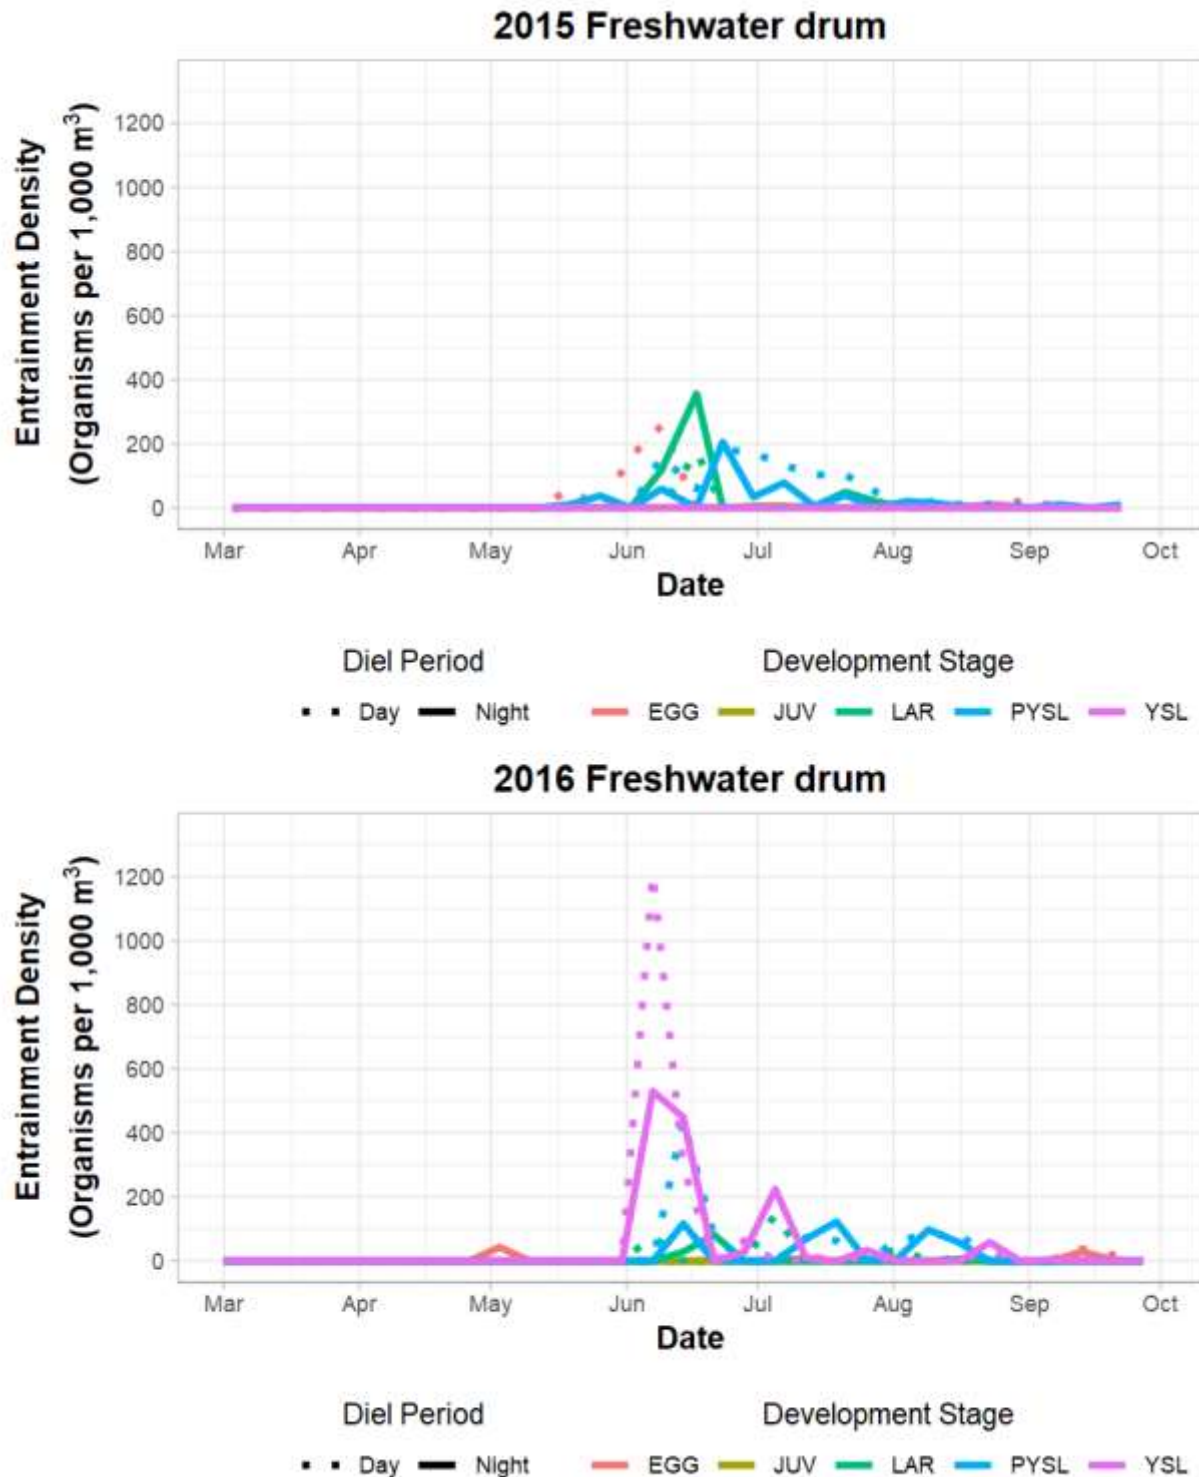 2015 Freshwater drum
Entrainment Density
(Organisms per 1,000 m³)
1200
1000
800
600
400
200
0
Mar Apr May Jun Jul Aug Sep Oct
Date
Diel Period Development Stage
Day Night EGG JUV LAR PYSL YSL
2016 Freshwater drum
Entrainment Density
(Organisms per 1,000 m³)
1200
1000
800
600
400
200
0
Mar Apr May Jun Jul Aug Sep Oct
Date
Diel Period Development Stage
Day Night EGG JUV LAR PYSL YSL